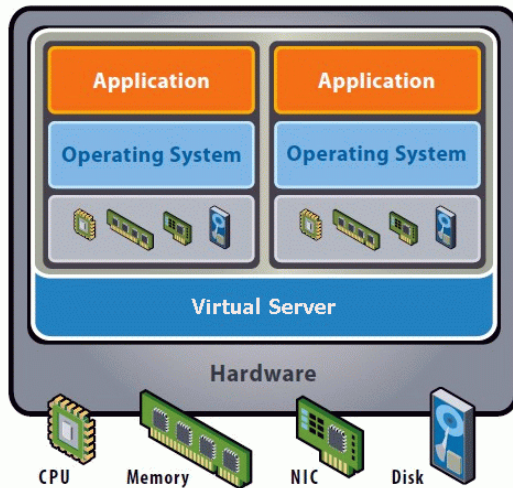 Application
Application
Operating System
Operating System
Virtual Server
Hardware
CPU
Memory
NIC
Disk